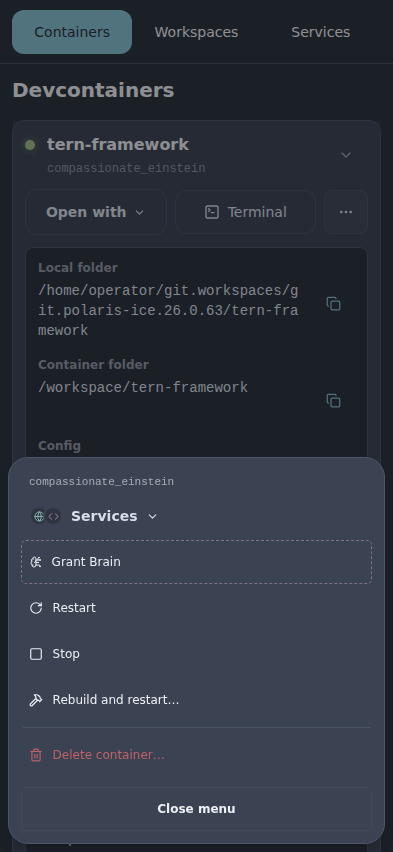 Containers
Workspaces
Services
Devcontainers
tern-framework
compassionate_einstein
Open with
Terminal
Local folder
/home/operator/git.workspaces/g
it.polaris-ice.26.0.63/tern-fra
mework
Container folder
/workspace/tern-framework
Config
compassionate_einstein
Services
Grant Brain
Restart
Stop
Rebuild and restart…
Delete container…
Close menu